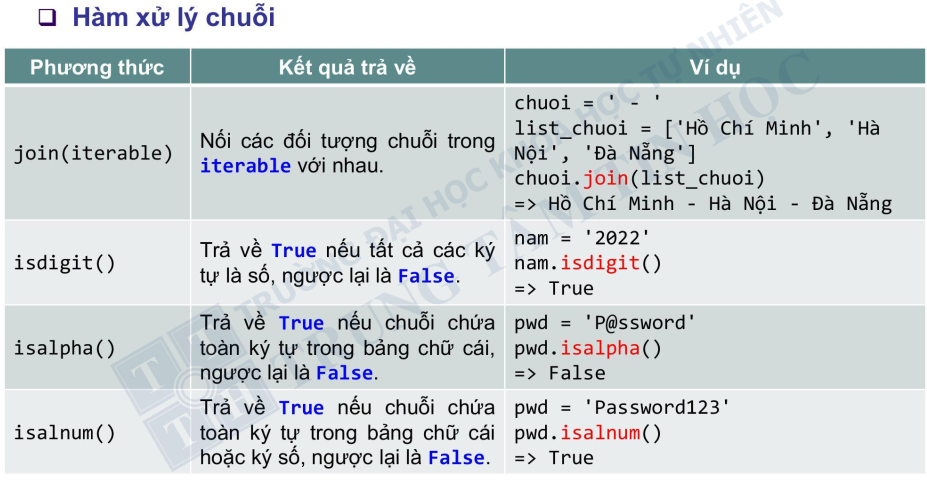 Hàm xử lý chuỗi
Phương thức
Kết quả trả về
Ví dụ
join(iterable)
Nối các đối tượng chuỗi trong
iterable với nhau.
chuoi = ' - '
list_chuoi = ['Hồ Chí Minh', 'Hà
Nội', 'Đà Nẵng']
chuoi.join(list_chuoi)
=> Hồ Chí Minh - Hà Nội - Đà Nẵng
isdigit()
Trả về True nếu tất cả các ký
tự là số, ngược lại là False.
nam = '2022'
nam.isdigit()
=> True
isalpha()
Trả về True nếu chuỗi chứa
toàn ký tự trong bảng chữ cái,
ngược lại là False.
pwd = 'P@ssword'
pwd.isalpha()
=> False
isalnum()
Trả về True nếu chuỗi chứa
toàn ký tự trong bảng chữ cái
hoặc ký số, ngược lại là False.
pwd = 'Password123'
pwd.isalnum()
=> True
TRƯỜNG ĐẠI HỌC KHOA HỌC TỰ NHIÊN
TRUNG TÂM TIN HỌC